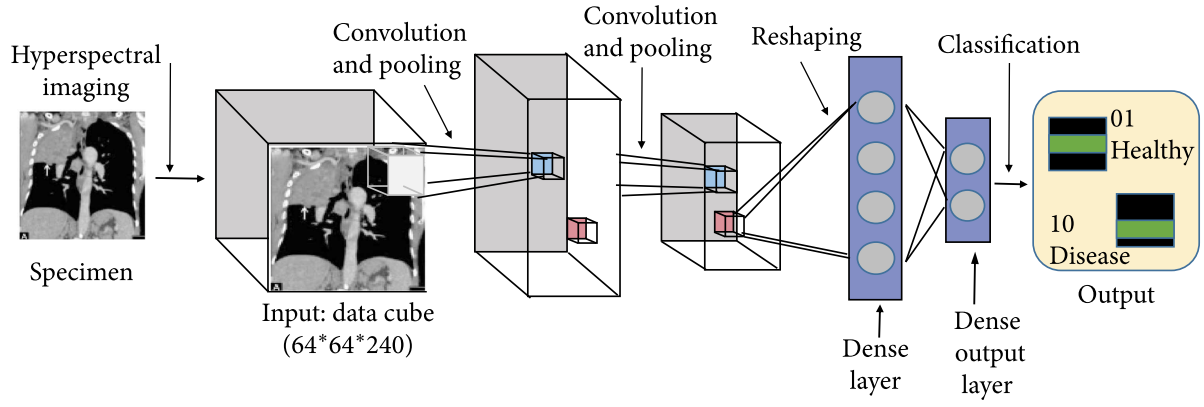 Hyperspectral
imaging
A
Specimen
Convolution
and pooling
A
Input: data cube
(64*64*240)
Convolution
and pooling
Reshaping
Dense
layer
Classification
Dense
output
layer
01
Healthy
10
Disease
Output